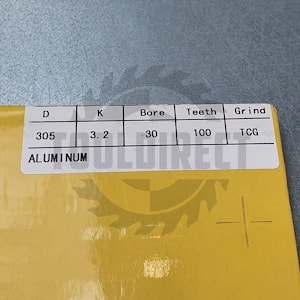 D K Bore Teeth Grind
305 3.2 30 100 TCG
TOOLDIRECT
ALUMINUM